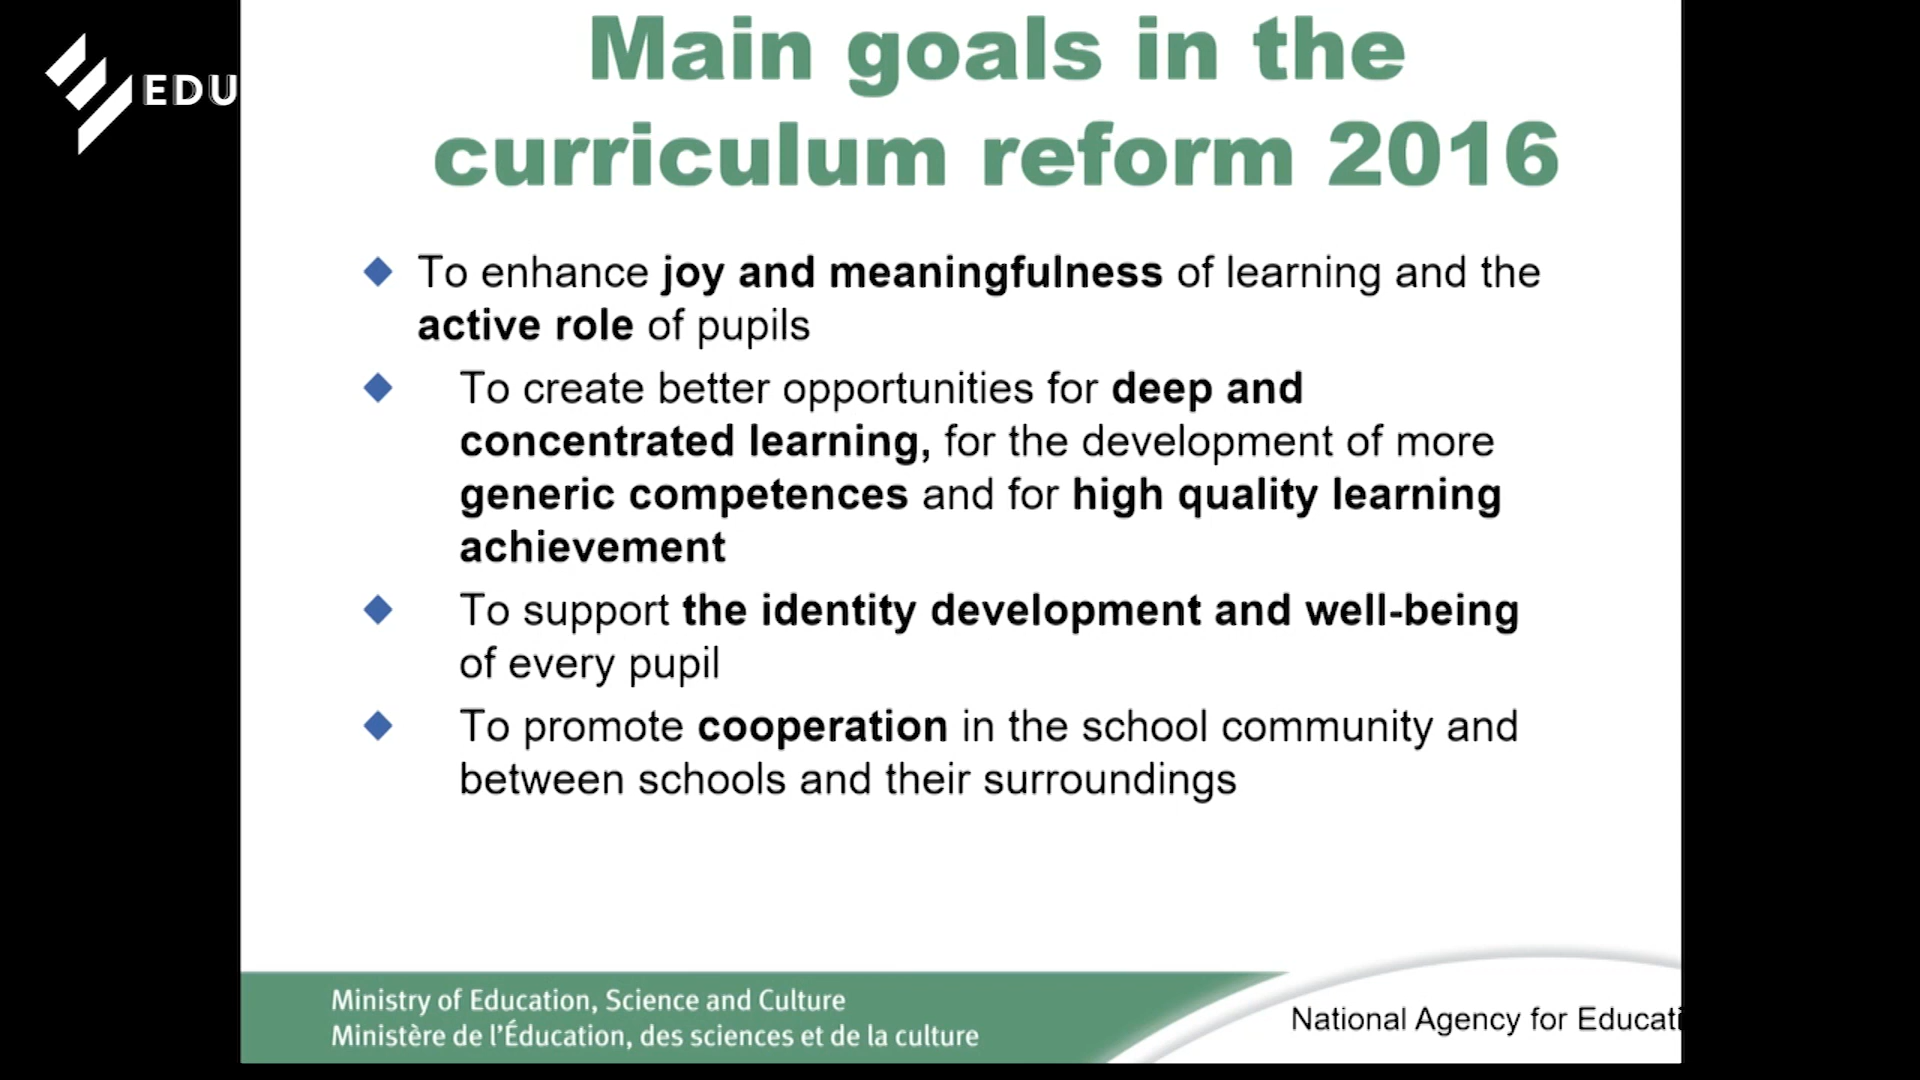 EDU
Main goals in the
curriculum reform 2016
To enhance joy and meaningfulness of learning and the
active role of pupils
To create better opportunities for deep and
concentrated learning, for the development of more
generic competences and for high quality learning
achievement
To support the identity development and well-being
of every pupil
To promote cooperation in the school community and
between schools and their surroundings
Ministry of Education, Science and Culture
Ministère de l'Éducation, des sciences et de la culture
National Agency for Educati